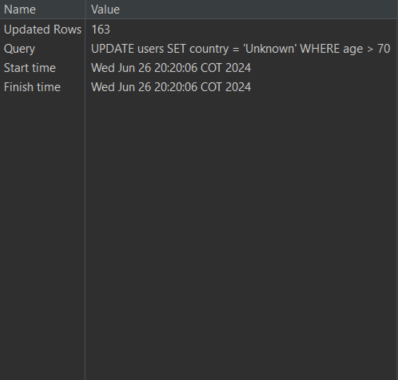 Name Value
Updated Rows 163
Query UPDATE users SET country = 'Unknown' WHERE age > 70
Start time Wed Jun 26 20:20:06 COT 2024
Finish time Wed Jun 26 20:20:06 COT 2024